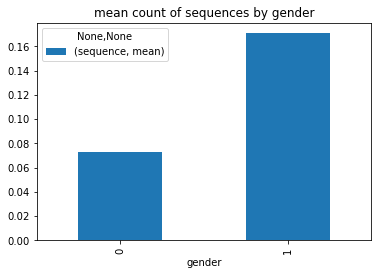 mean count of sequences by gender
None,None
(sequence, mean)
0.16
0.14
0.12
0.10
0.08
0.06
0.04
0.02
0.00
0
1
gender